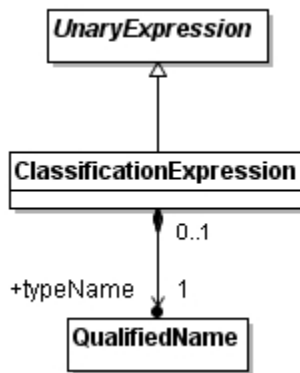 UnaryExpression
ClassificationExpression
0..1
+typeName 1
QualifiedName